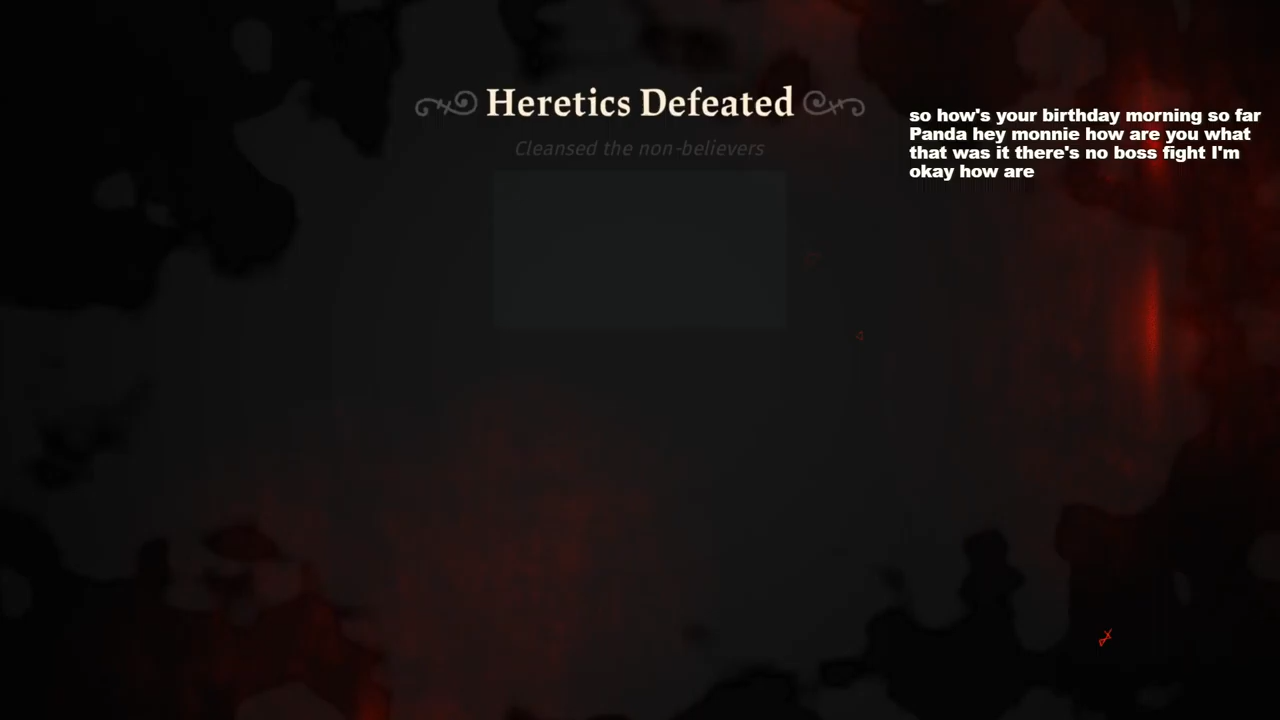 Heretics Defeated
Cleansed the non-believers
so how's your birthday morning so far
Panda hey monnie how are you what
that was it there's no boss fight I'm
okay how are